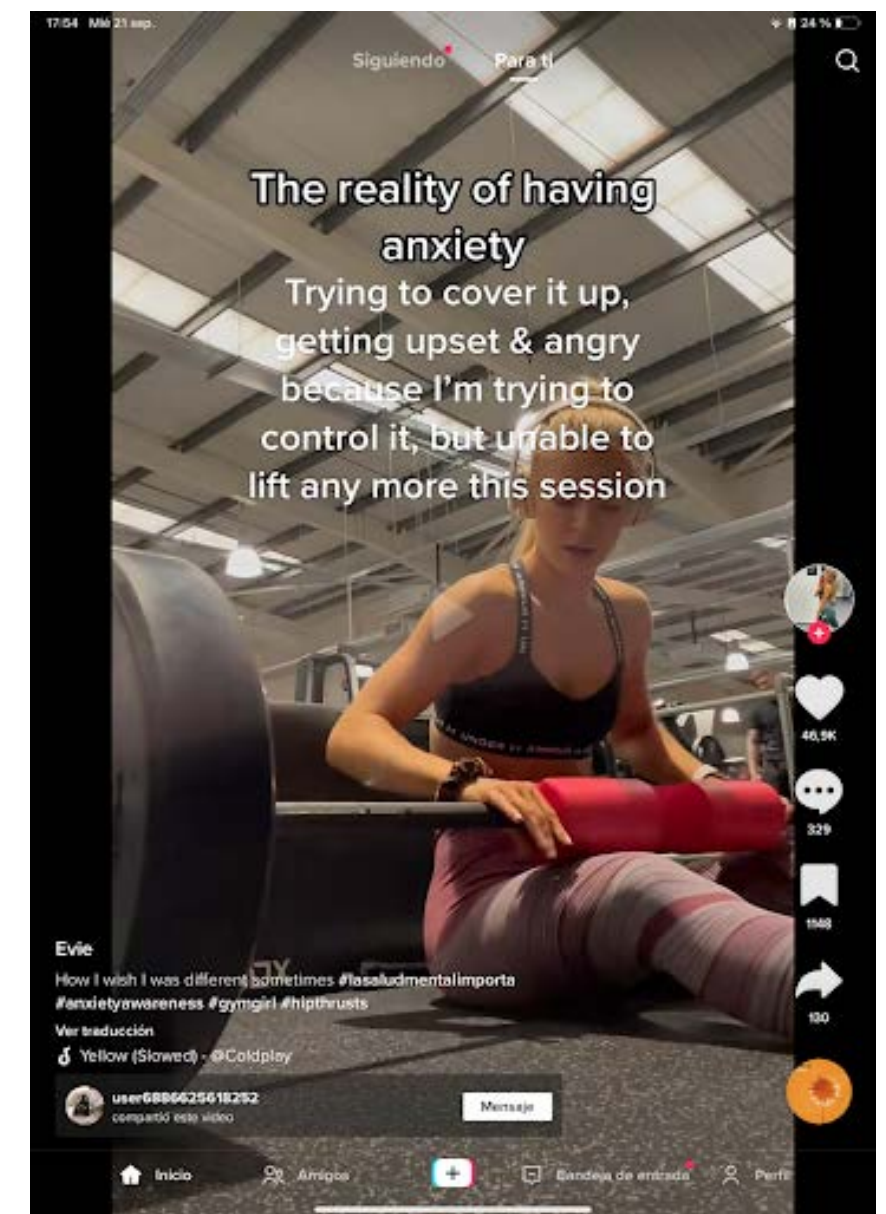 17:54 Mié 21 sep.
24 %
Siguiendo Para ti
The reality of having
anxiety
Trying to cover it up,
getting upset & angry
because I'm trying to
control it, but unable to
lift any more this session
46,9K
329
1148
130
Evie
How I wish I was different sometimes #lasaludmentalimporta
#anxietyawareness #gymgirl #hipthrusts
Ver traducción
Yellow (Slowed) - @Coldplay
user6886625618252
compartió este video
Mensaje
Inicio Amigos Bandeja de entrada Perfil